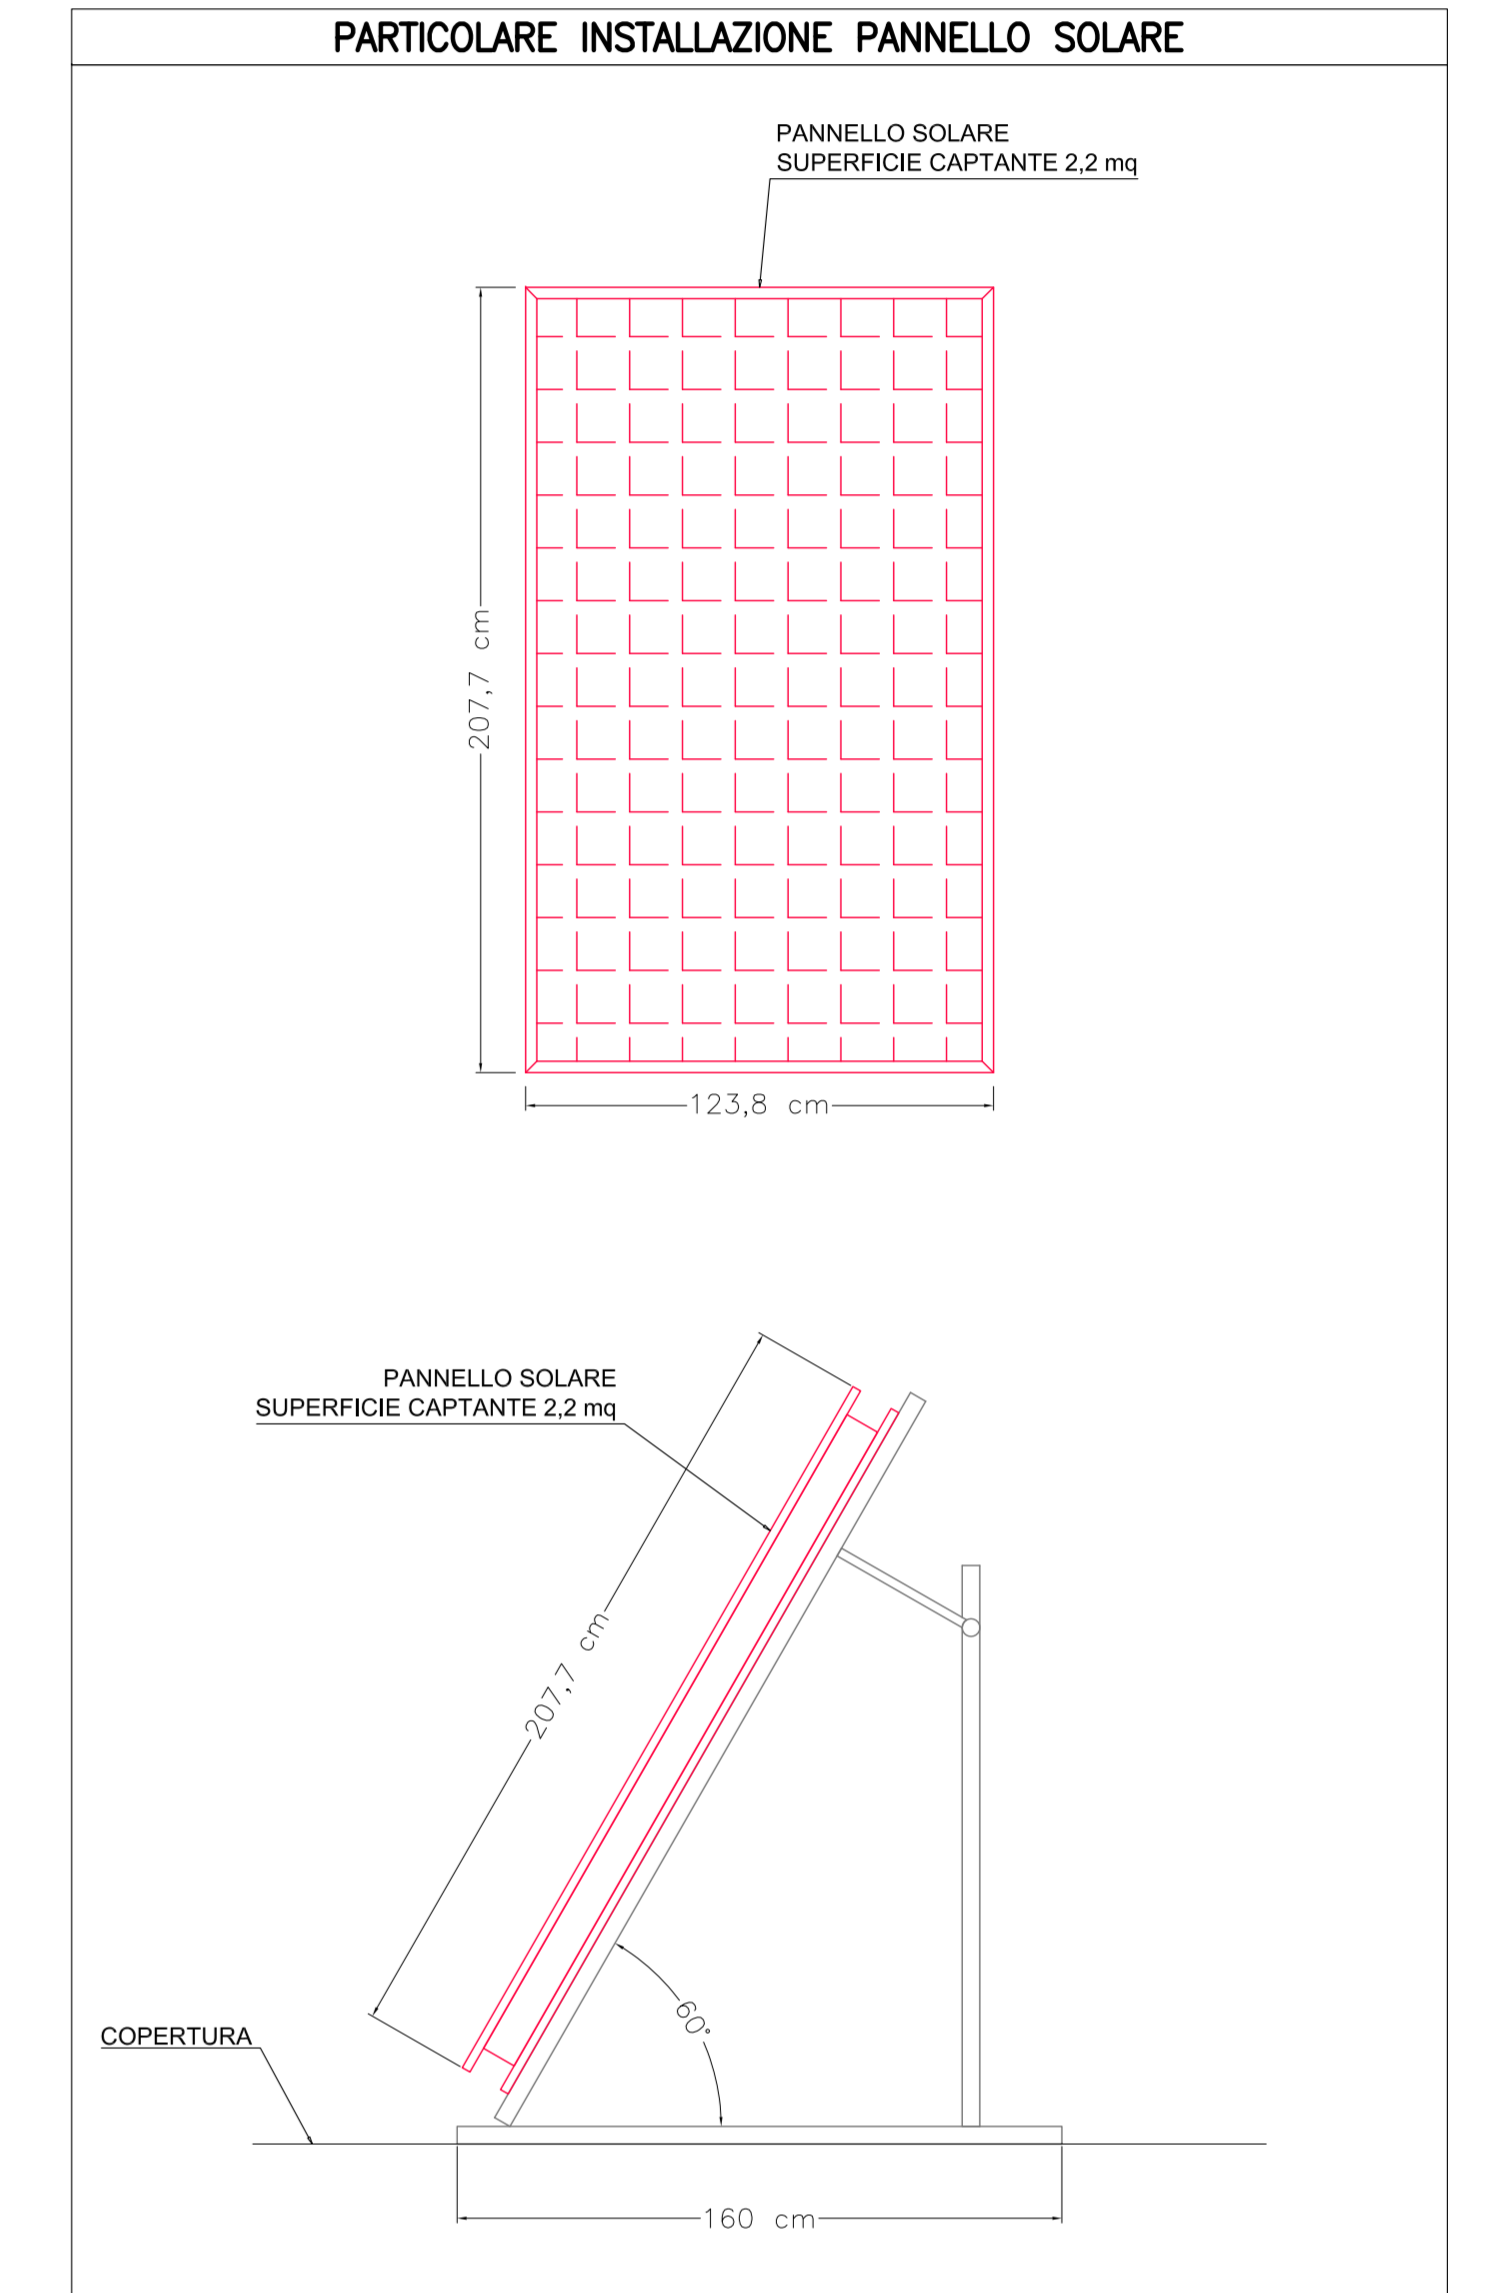 PARTICOLARE INSTALLAZIONE PANNELLO SOLARE
PANNELLO SOLARE
SUPERFICIE CAPTANTE 2,2 mq
207,7 cm
123,8 cm
PANNELLO SOLARE
SUPERFICIE CAPTANTE 2,2 mq
207,7 cm
60°
COPERTURA
160 cm